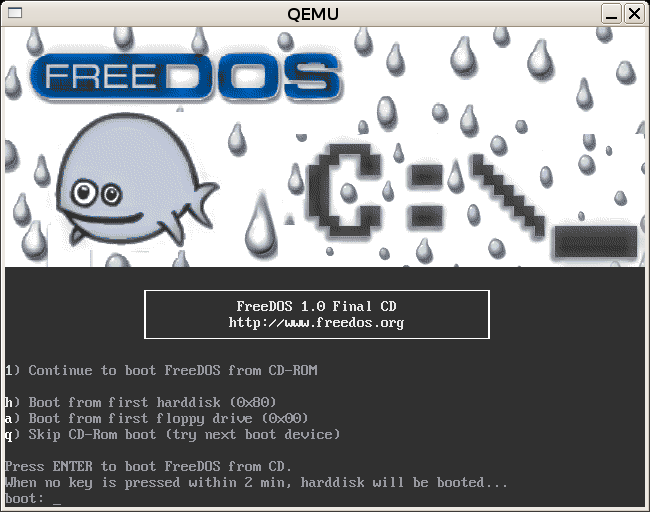 QEMU
FREEDOS
C:\_
FreeDOS 1.0 Final CD
http://www.freedos.org
1) Continue to boot FreeDOS from CD-ROM
h) Boot from first harddisk (0x80)
a) Boot from first floppy drive (0x00)
q) Skip CD-Rom boot (try next boot device)
Press ENTER to boot FreeDOS from CD.
When no key is pressed within 2 min, harddisk will be booted...
boot: _